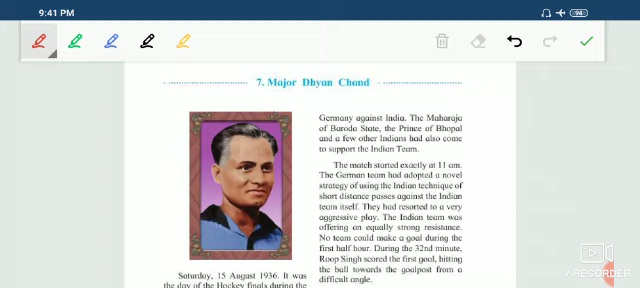 9:41 PM
94
7. Major Dhyan Chand
Saturday, 15 August 1936. It was
the day of the Hockey finals during the
Germany against India. The Maharaja
of Baroda State, the Prince of Bhopal
and a few other Indians had also come
to support the Indian Team.
The match started exactly at 11 am.
The German team had adopted a novel
strategy of using the Indian technique of
short distance passes against the Indian
team itself. They had resorted to a very
aggressive play. The Indian team was
offering an equally strong resistance.
No team could make a goal during the
first half hour. During the 32nd minute,
Roop Singh scored the first goal, hitting
the ball towards the goalpost from a
difficult angle.
V RECORDER